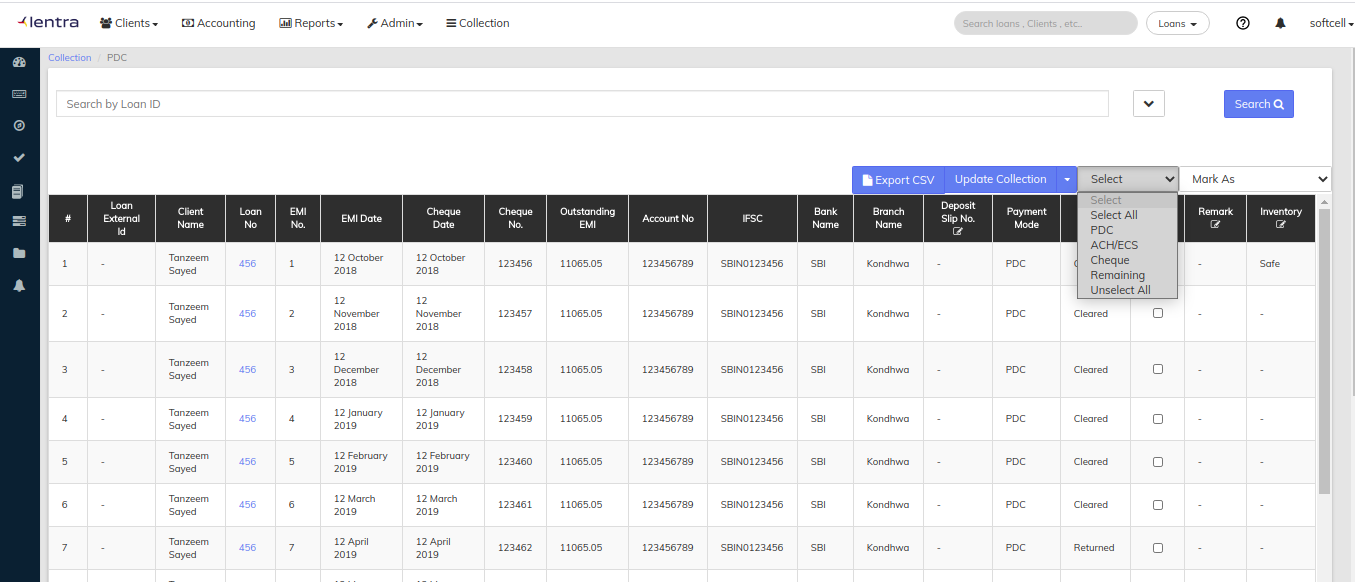 lentra Clients Accounting Reports Admin Collection Search loans , Clients , etc.. Loans softcell
Collection / PDC
Search by Loan ID Search
Export CSV Update Collection Select Mark As
Select
Select All
PDC
ACH/ECS
Cheque
Remaining
Unselect All
# Loan External Id Client Name Loan No EMI No. EMI Date Cheque Date Cheque No. Outstanding EMI Account No IFSC Bank Name Branch Name Deposit Slip No. Payment Mode Remark Inventory
1 - Tanzeem Sayed 456 1 12 October 2018 12 October 2018 123456 11065.05 123456789 SBIN0123456 SBI Kondhwa - PDC - Safe
2 - Tanzeem Sayed 456 2 12 November 2018 12 November 2018 123457 11065.05 123456789 SBIN0123456 SBI Kondhwa - PDC Cleared - -
3 - Tanzeem Sayed 456 3 12 December 2018 12 December 2018 123458 11065.05 123456789 SBIN0123456 SBI Kondhwa - PDC Cleared - -
4 - Tanzeem Sayed 456 4 12 January 2019 12 January 2019 123459 11065.05 123456789 SBIN0123456 SBI Kondhwa - PDC Cleared - -
5 - Tanzeem Sayed 456 5 12 February 2019 12 February 2019 123460 11065.05 123456789 SBIN0123456 SBI Kondhwa - PDC Cleared - -
6 - Tanzeem Sayed 456 6 12 March 2019 12 March 2019 123461 11065.05 123456789 SBIN0123456 SBI Kondhwa - PDC Cleared - -
7 - Tanzeem Sayed 456 7 12 April 2019 12 April 2019 123462 11065.05 123456789 SBIN0123456 SBI Kondhwa - PDC Returned - -